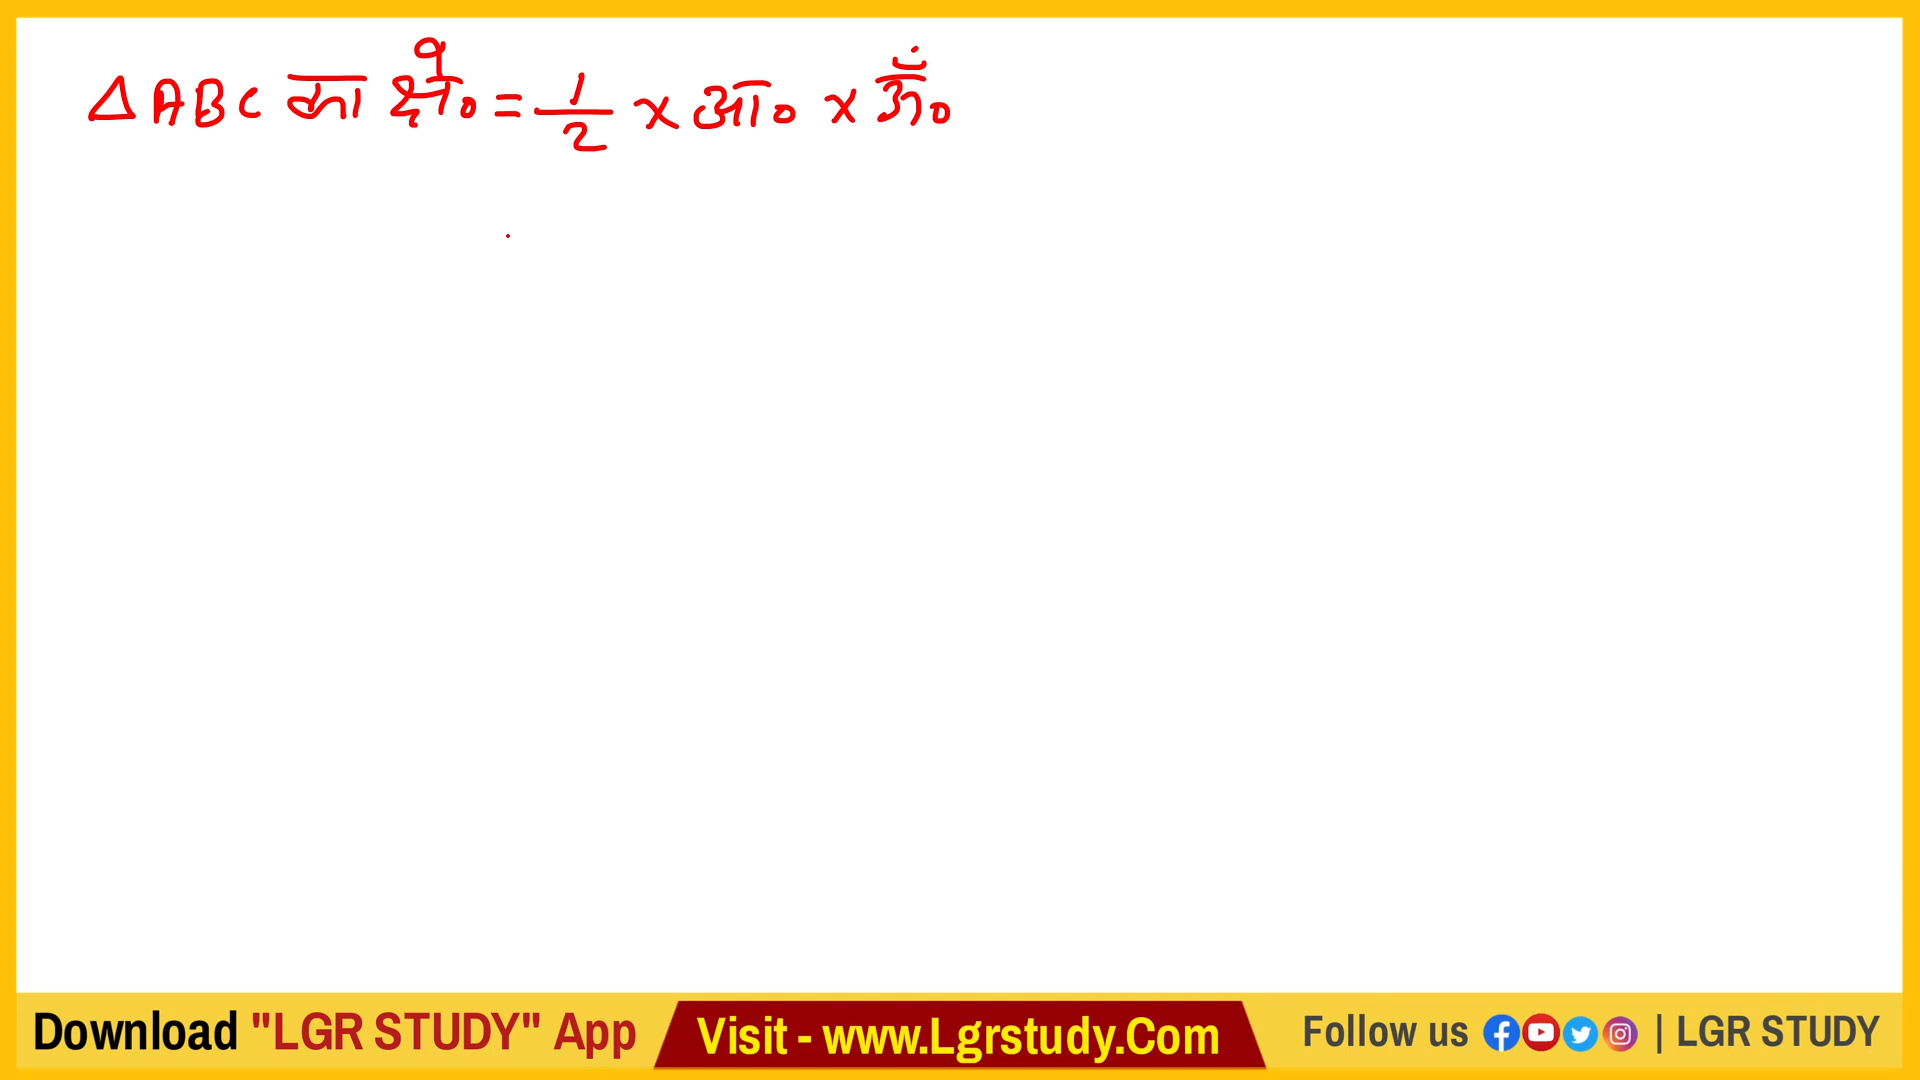 △ABC का क्षे० = 1/2 × आ० × ऊँ०
Download "LGR STUDY" App
Visit - www.Lgrstudy.Com
Follow us | LGR STUDY